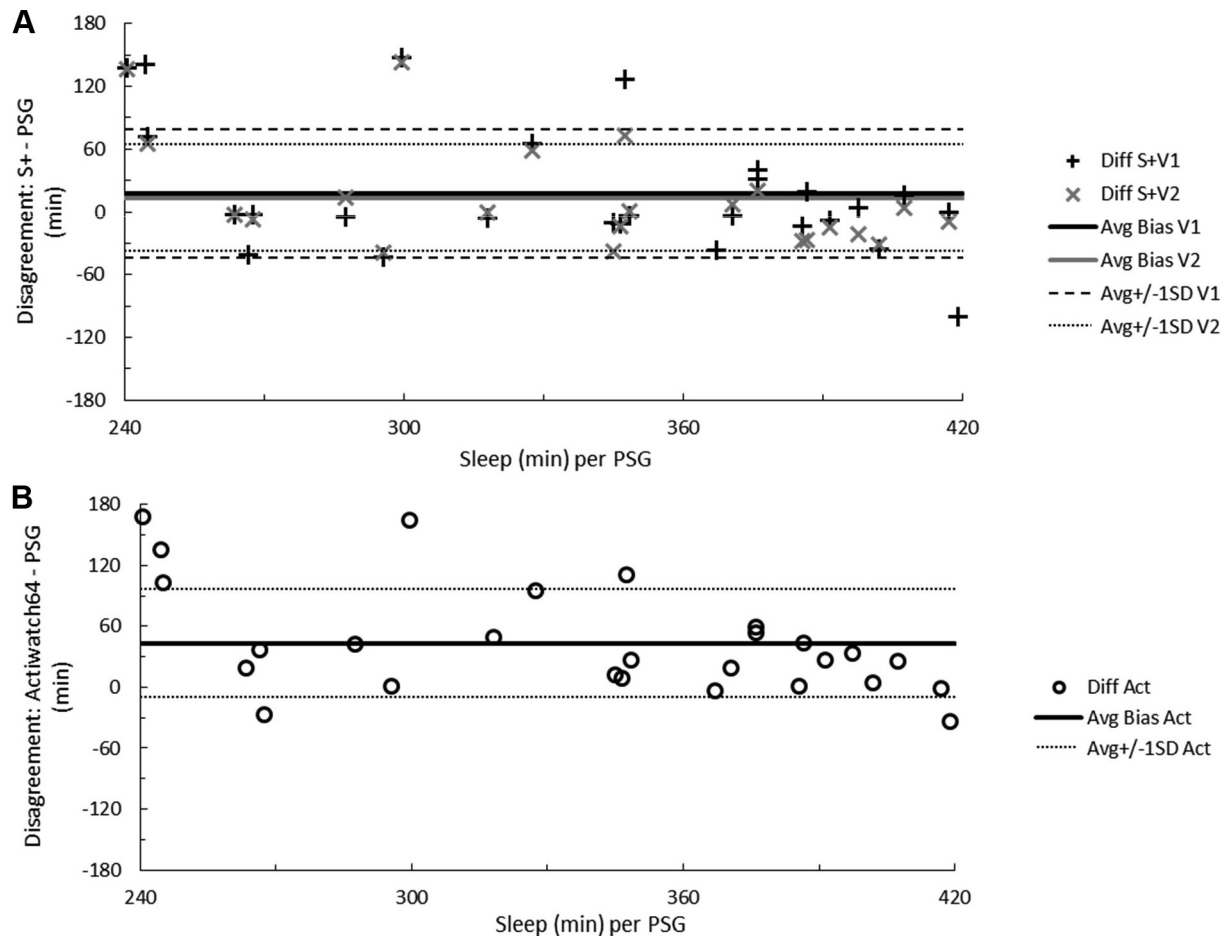 A
180
120
60
0
-60
-120
-180
Disagreement: S+ - PSG
(min)
240
300
360
420
Sleep (min) per PSG
Diff S+V1
Diff S+V2
Avg Bias V1
Avg Bias V2
Avg+/-1SD V1
Avg+/-1SD V2
B
180
120
60
0
-60
-120
-180
Disagreement: Actiwatch64 - PSG
(min)
240
300
360
420
Sleep (min) per PSG
Diff Act
Avg Bias Act
Avg+/-1SD Act